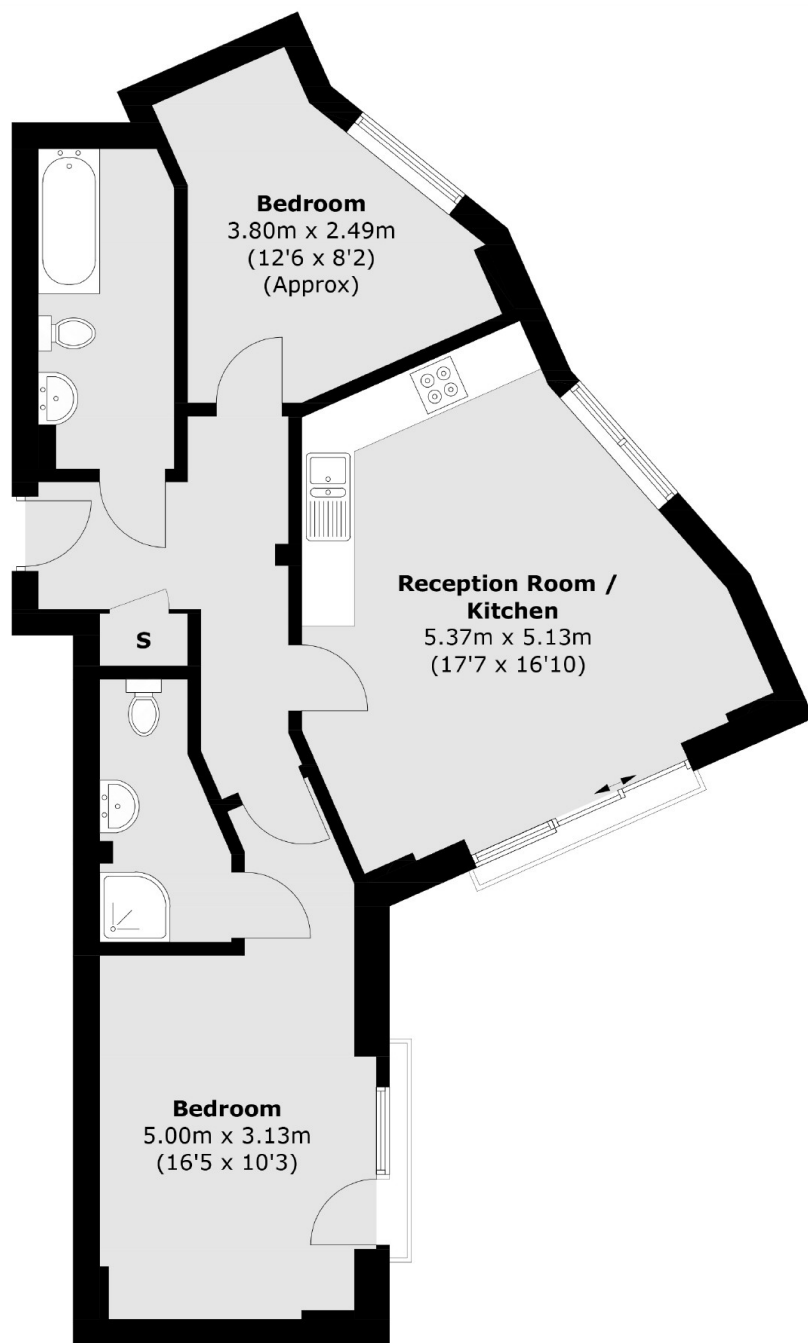 Bedroom
3.80m x 2.49m
(12'6 x 8'2)
(Approx)
Reception Room /
Kitchen
5.37m x 5.13m
(17'7 x 16'10)
S
Bedroom
5.00m x 3.13m
(16'5 x 10'3)